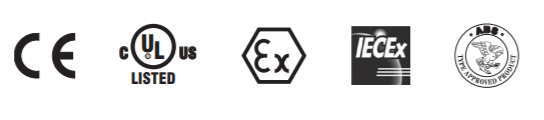 CE
C UL US
LISTED
Ex
IECEx
ABS
TYPE APPROVED PRODUCT